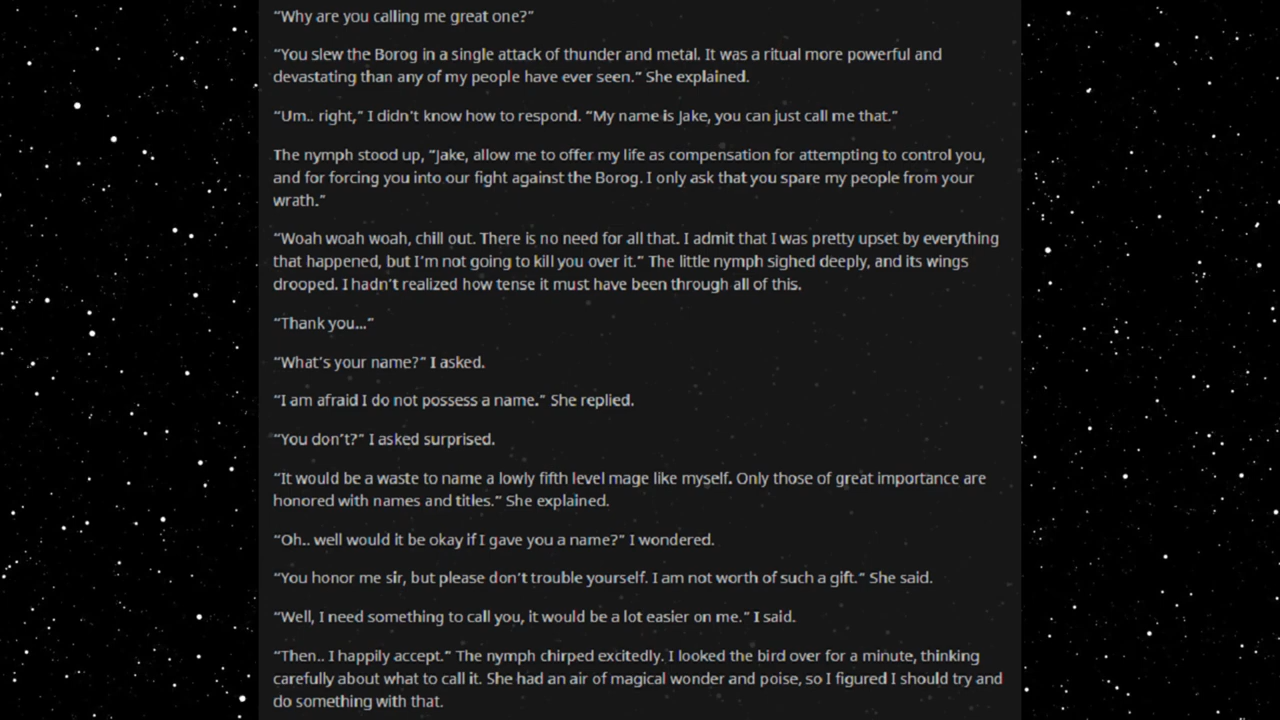 “Why are you calling me great one?”
“You slew the Borog in a single attack of thunder and metal. It was a ritual more powerful and
devastating than any of my people have ever seen.” She explained.
“Um.. right,” I didn’t know how to respond. “My name is Jake, you can just call me that.”
The nymph stood up, “Jake, allow me to offer my life as compensation for attempting to control you,
and for forcing you into our fight against the Borog. I only ask that you spare my people from your
wrath.”
“Woah woah woah, chill out. There is no need for all that. I admit that I was pretty upset by everything
that happened, but I’m not going to kill you over it.” The little nymph sighed deeply, and its wings
drooped. I hadn’t realized how tense it must have been through all of this.
“Thank you...”
“What’s your name?” I asked.
“I am afraid I do not possess a name.” She replied.
“You don’t?” I asked surprised.
“It would be a waste to name a lowly fifth level mage like myself. Only those of great importance are
honored with names and titles.” She explained.
“Oh.. well would it be okay if I gave you a name?” I wondered.
“You honor me sir, but please don’t trouble yourself. I am not worth of such a gift.” She said.
“Well, I need something to call you, it would be a lot easier on me.” I said.
“Then.. I happily accept.” The nymph chirped excitedly. I looked the bird over for a minute, thinking
carefully about what to call it. She had an air of magical wonder and poise, so I figured I should try and
do something with that.